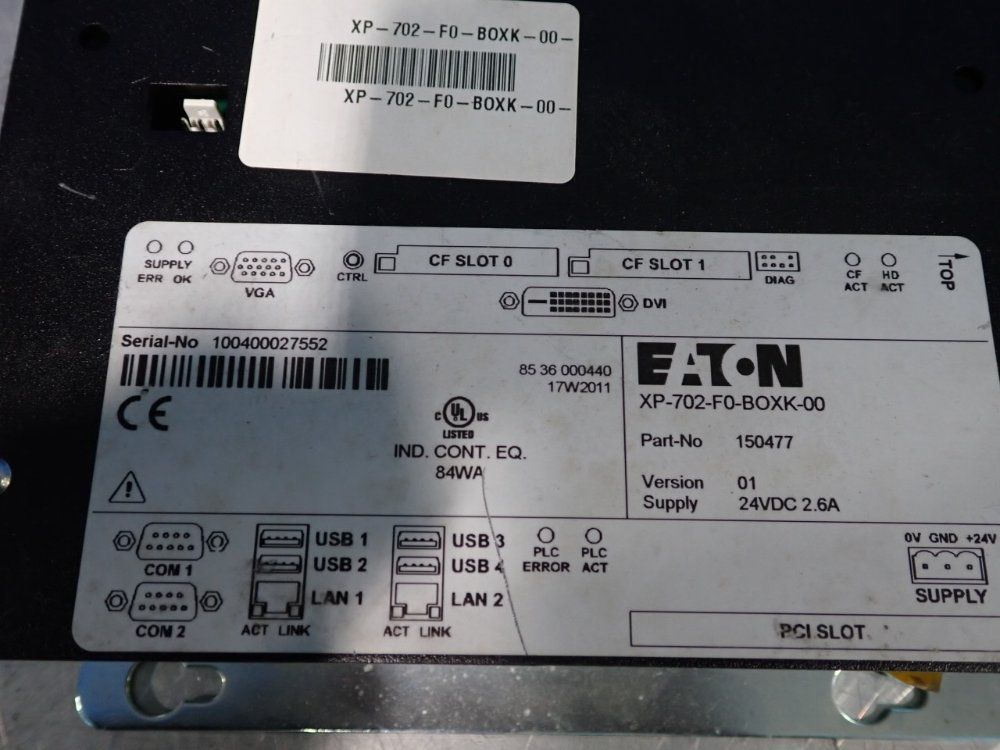 XP-702-F0-BOXK-00-
XP-702-F0-BOXK-00-
SUPPLY
ERR OK
VGA
CTRL
CF SLOT 0
CF SLOT 1
DIAG
CF ACT
HD ACT
TOP
DVI
Serial-No 100400027552
85 36 000440
17W2011
CE
C UL US
LISTED
IND. CONT. EQ.
84WA
EATON
XP-702-F0-BOXK-00
Part-No 150477
Version 01
Supply 24VDC 2.6A
COM 1
USB 1
USB 2
USB 3
USB 4
PLC ERROR
PLC ACT
0V GND +24V
SUPPLY
COM 2
LAN 1
ACT LINK
LAN 2
ACT LINK
PCI SLOT